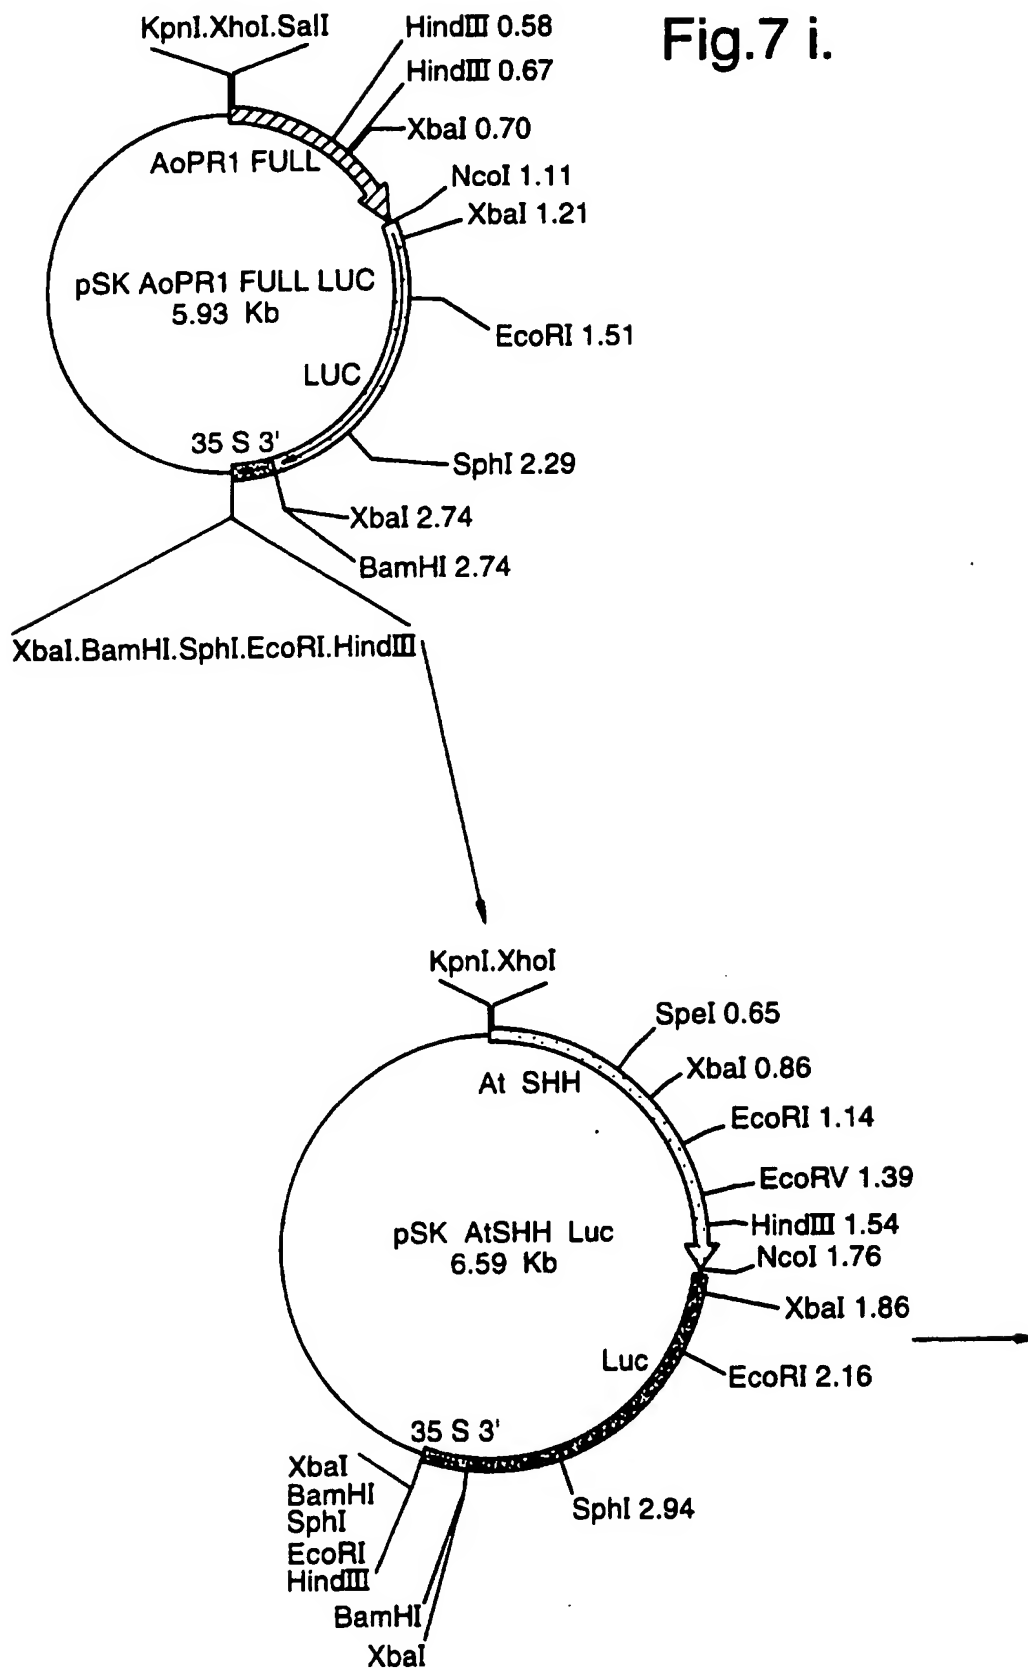 Fig.7 i.
KpnI.XhoI.SalI
HindIII 0.58
HindIII 0.67
XbaI 0.70
AoPR1 FULL
NcoI 1.11
XbaI 1.21
pSK AoPR1 FULL LUC
5.93 Kb
EcoRI 1.51
LUC
35 S 3'
SphI 2.29
XbaI 2.74
BamHI 2.74
XbaI.BamHI.SphI.EcoRI.HindIII
KpnI.XhoI
SpeI 0.65
XbaI 0.86
At SHH
EcoRI 1.14
EcoRV 1.39
HindIII 1.54
pSK AtSHH Luc
6.59 Kb
NcoI 1.76
XbaI 1.86
Luc
EcoRI 2.16
35 S 3'
XbaI
BamHI
SphI
EcoRI
HindIII
SphI 2.94
BamHI
XbaI